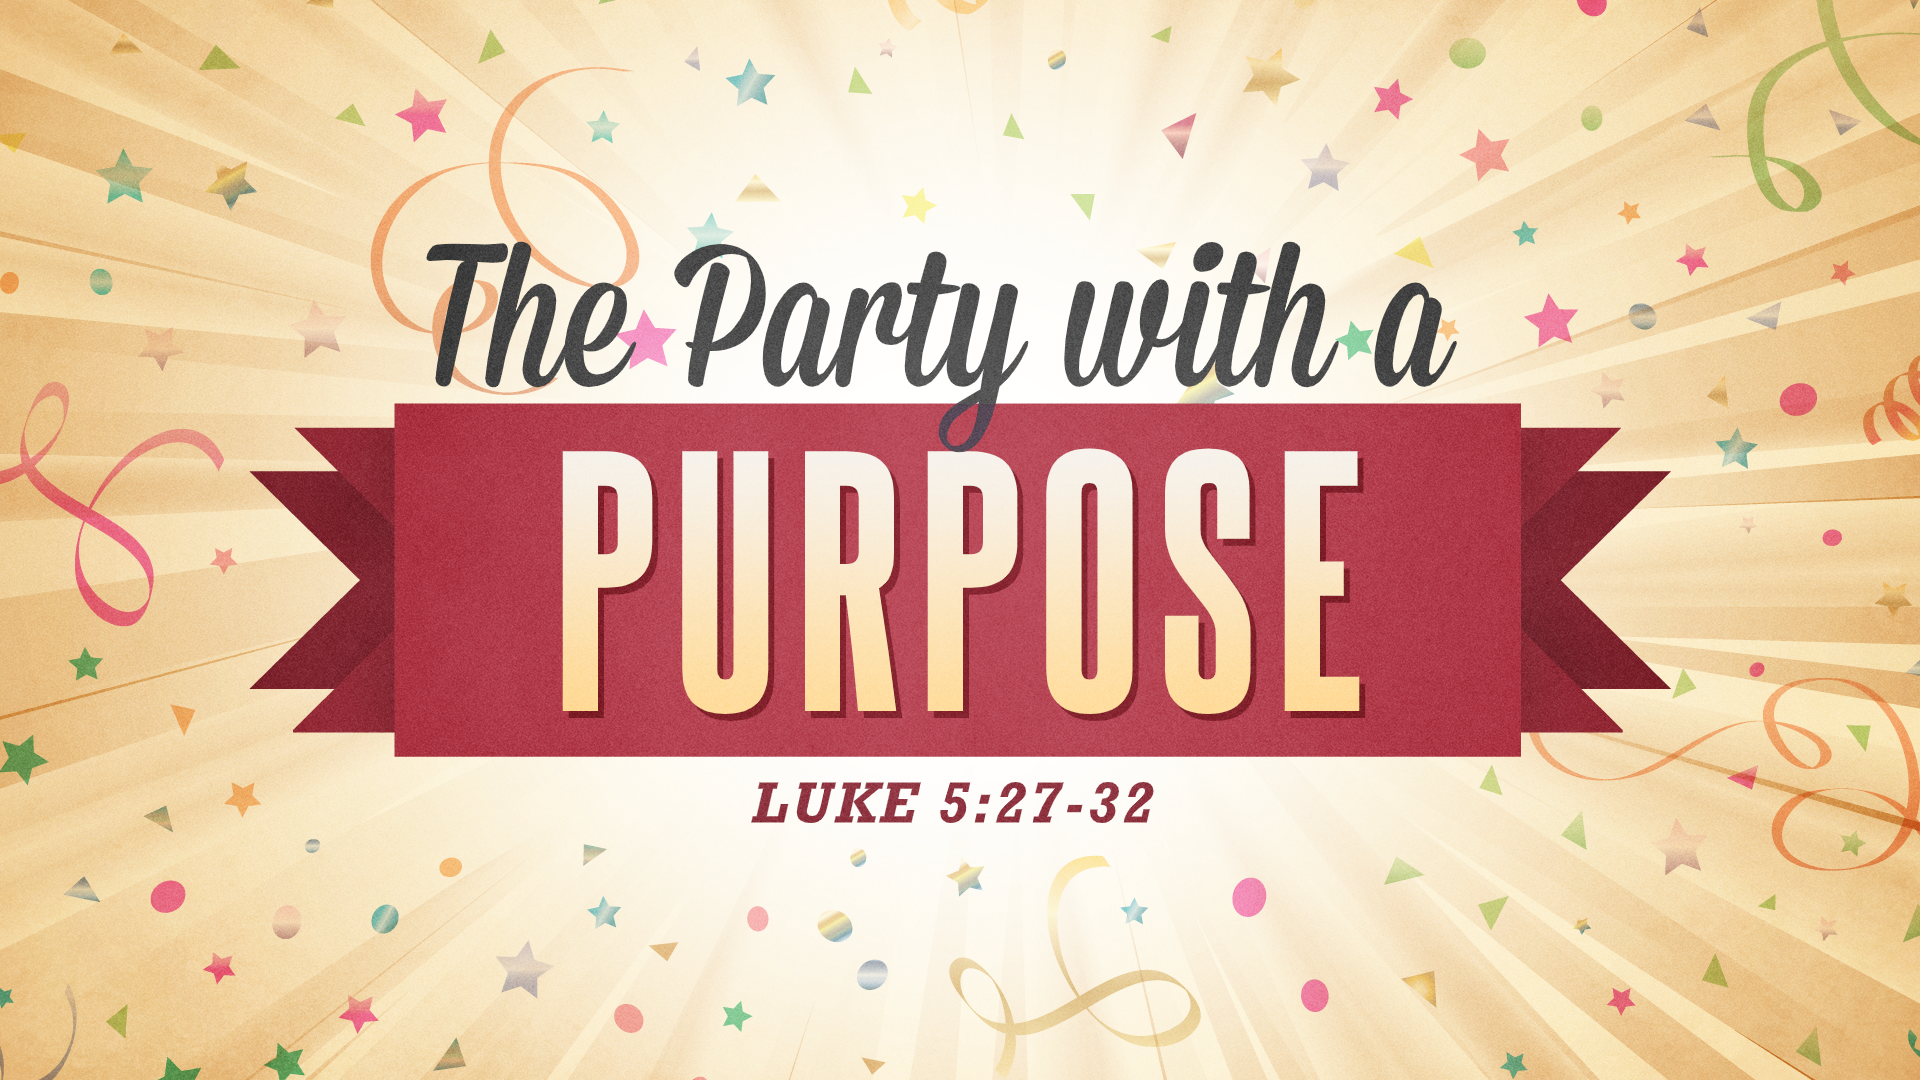 The Party with a
PURPOSE
LUKE 5:27-32